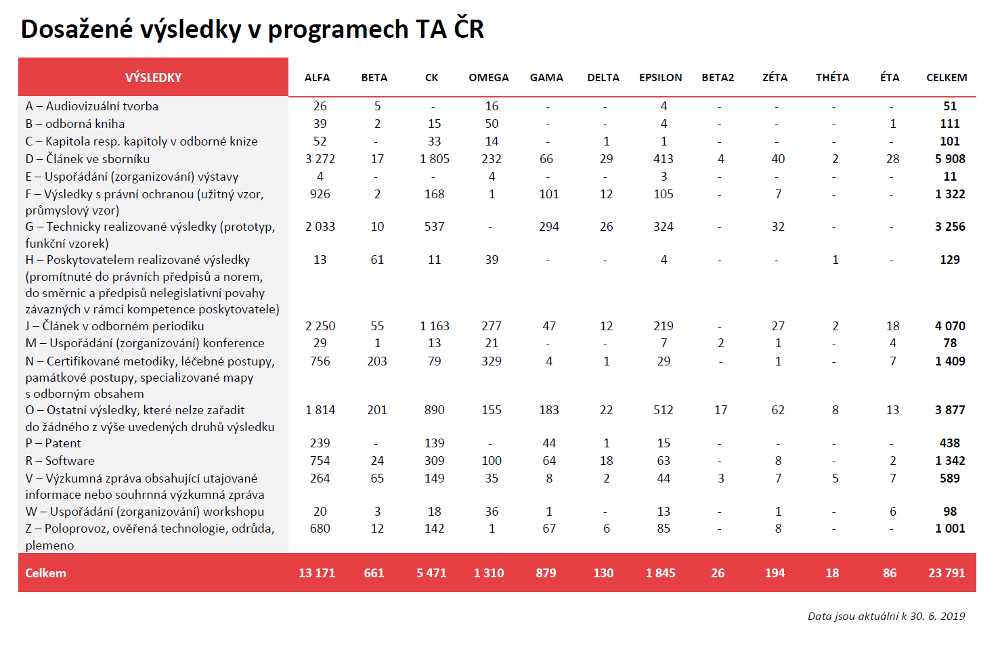 Dosažené výsledky v programech TA ČR
VÝSLEDKY ALFA BETA CK OMEGA GAMA DELTA EPSILON BETA2 ZÉTA THÉTA ÉTA CELKEM
A – Audiovizuální tvorba 26 5 - 16 - - 4 - - - - 51
B – odborná kniha 39 2 15 50 - - 4 - - - 1 111
C – Kapitola resp. kapitoly v odborné knize 52 - 33 14 - 1 1 - - - - 101
D – Článek ve sborníku 3 272 17 1 805 232 66 29 413 4 40 2 28 5 908
E – Uspořádání (zorganizování) výstavy 4 - - 4 - - 3 - - - - 11
F – Výsledky s právní ochranou (užitný vzor, 926 2 168 1 101 12 105 - 7 - - 1 322
průmyslový vzor)
G – Technicky realizované výsledky (prototyp, 2 033 10 537 - 294 26 324 - 32 - - 3 256
funkční vzorek)
H – Poskytovatelem realizované výsledky 13 61 11 39 - - 4 - - 1 - 129
(promítnuté do právních předpisů a norem,
do směrnic a předpisů nelegislativní povahy
závazných v rámci kompetence poskytovatele)
J – Článek v odborném periodiku 2 250 55 1 163 277 47 12 219 - 27 2 18 4 070
M – Uspořádání (zorganizování) konference 29 1 13 21 - - 7 2 1 - 4 78
N – Certifikované metodiky, léčebné postupy, 756 203 79 329 4 1 29 - 1 - 7 1 409
památkové postupy, specializované mapy
s odborným obsahem
O – Ostatní výsledky, které nelze zařadit 1 814 201 890 155 183 22 512 17 62 8 13 3 877
do žádného z výše uvedených druhů výsledku
P – Patent 239 - 139 - 44 1 15 - - - - 438
R – Software 754 24 309 100 64 18 63 - 8 - 2 1 342
V – Výzkumná zpráva obsahující utajované 264 65 149 35 8 2 44 3 7 5 7 589
informace nebo souhrnná výzkumná zpráva
W – Uspořádání (zorganizování) workshopu 20 3 18 36 1 - 13 - 1 - 6 98
Z – Poloprovoz, ověřená technologie, odrůda, 680 12 142 1 67 6 85 - 8 - - 1 001
plemeno
Celkem 13 171 661 5 471 1 310 879 130 1 845 26 194 18 86 23 791
Data jsou aktuální k 30. 6. 2019